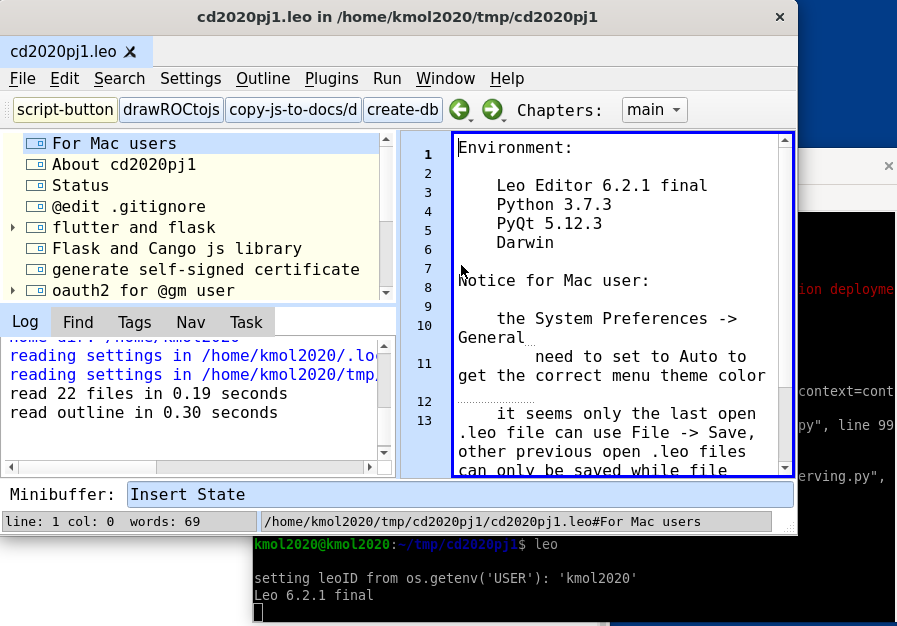 cd2020pj1.leo in /home/kmol2020/tmp/cd2020pj1
cd2020pj1.leo
File Edit Search Settings Outline Plugins Run Window Help
script-button drawROCtojs copy-js-to-docs/d create-db Chapters: main
For Mac users
About cd2020pj1
Status
@edit .gitignore
flutter and flask
Flask and Cango js library
generate self-signed certificate
oauth2 for @gm user
Log Find Tags Nav Task
reading settings in /home/kmol2020/.leo
reading settings in /home/kmol2020/tmp/
read 22 files in 0.19 seconds
read outline in 0.30 seconds
1
2
3
4
5
6
7
8
9
10
11
12
13
Environment:
Leo Editor 6.2.1 final
Python 3.7.3
PyQt 5.12.3
Darwin
Notice for Mac user:
the System Preferences ->
General
need to set to Auto to
get the correct menu theme color
it seems only the last open
.leo file can use File -> Save,
other previous open .leo files
can only be saved while file
Minibuffer: Insert State
line: 1 col: 0 words: 69
/home/kmol2020/tmp/cd2020pj1/cd2020pj1.leo#For Mac users
ion deployme
context=cont
py", line 99
erving.py",
kmol2020@kmol2020:~/tmp/cd2020pj1$ leo
setting leoID from os.getenv('USER'): 'kmol2020'
Leo 6.2.1 final